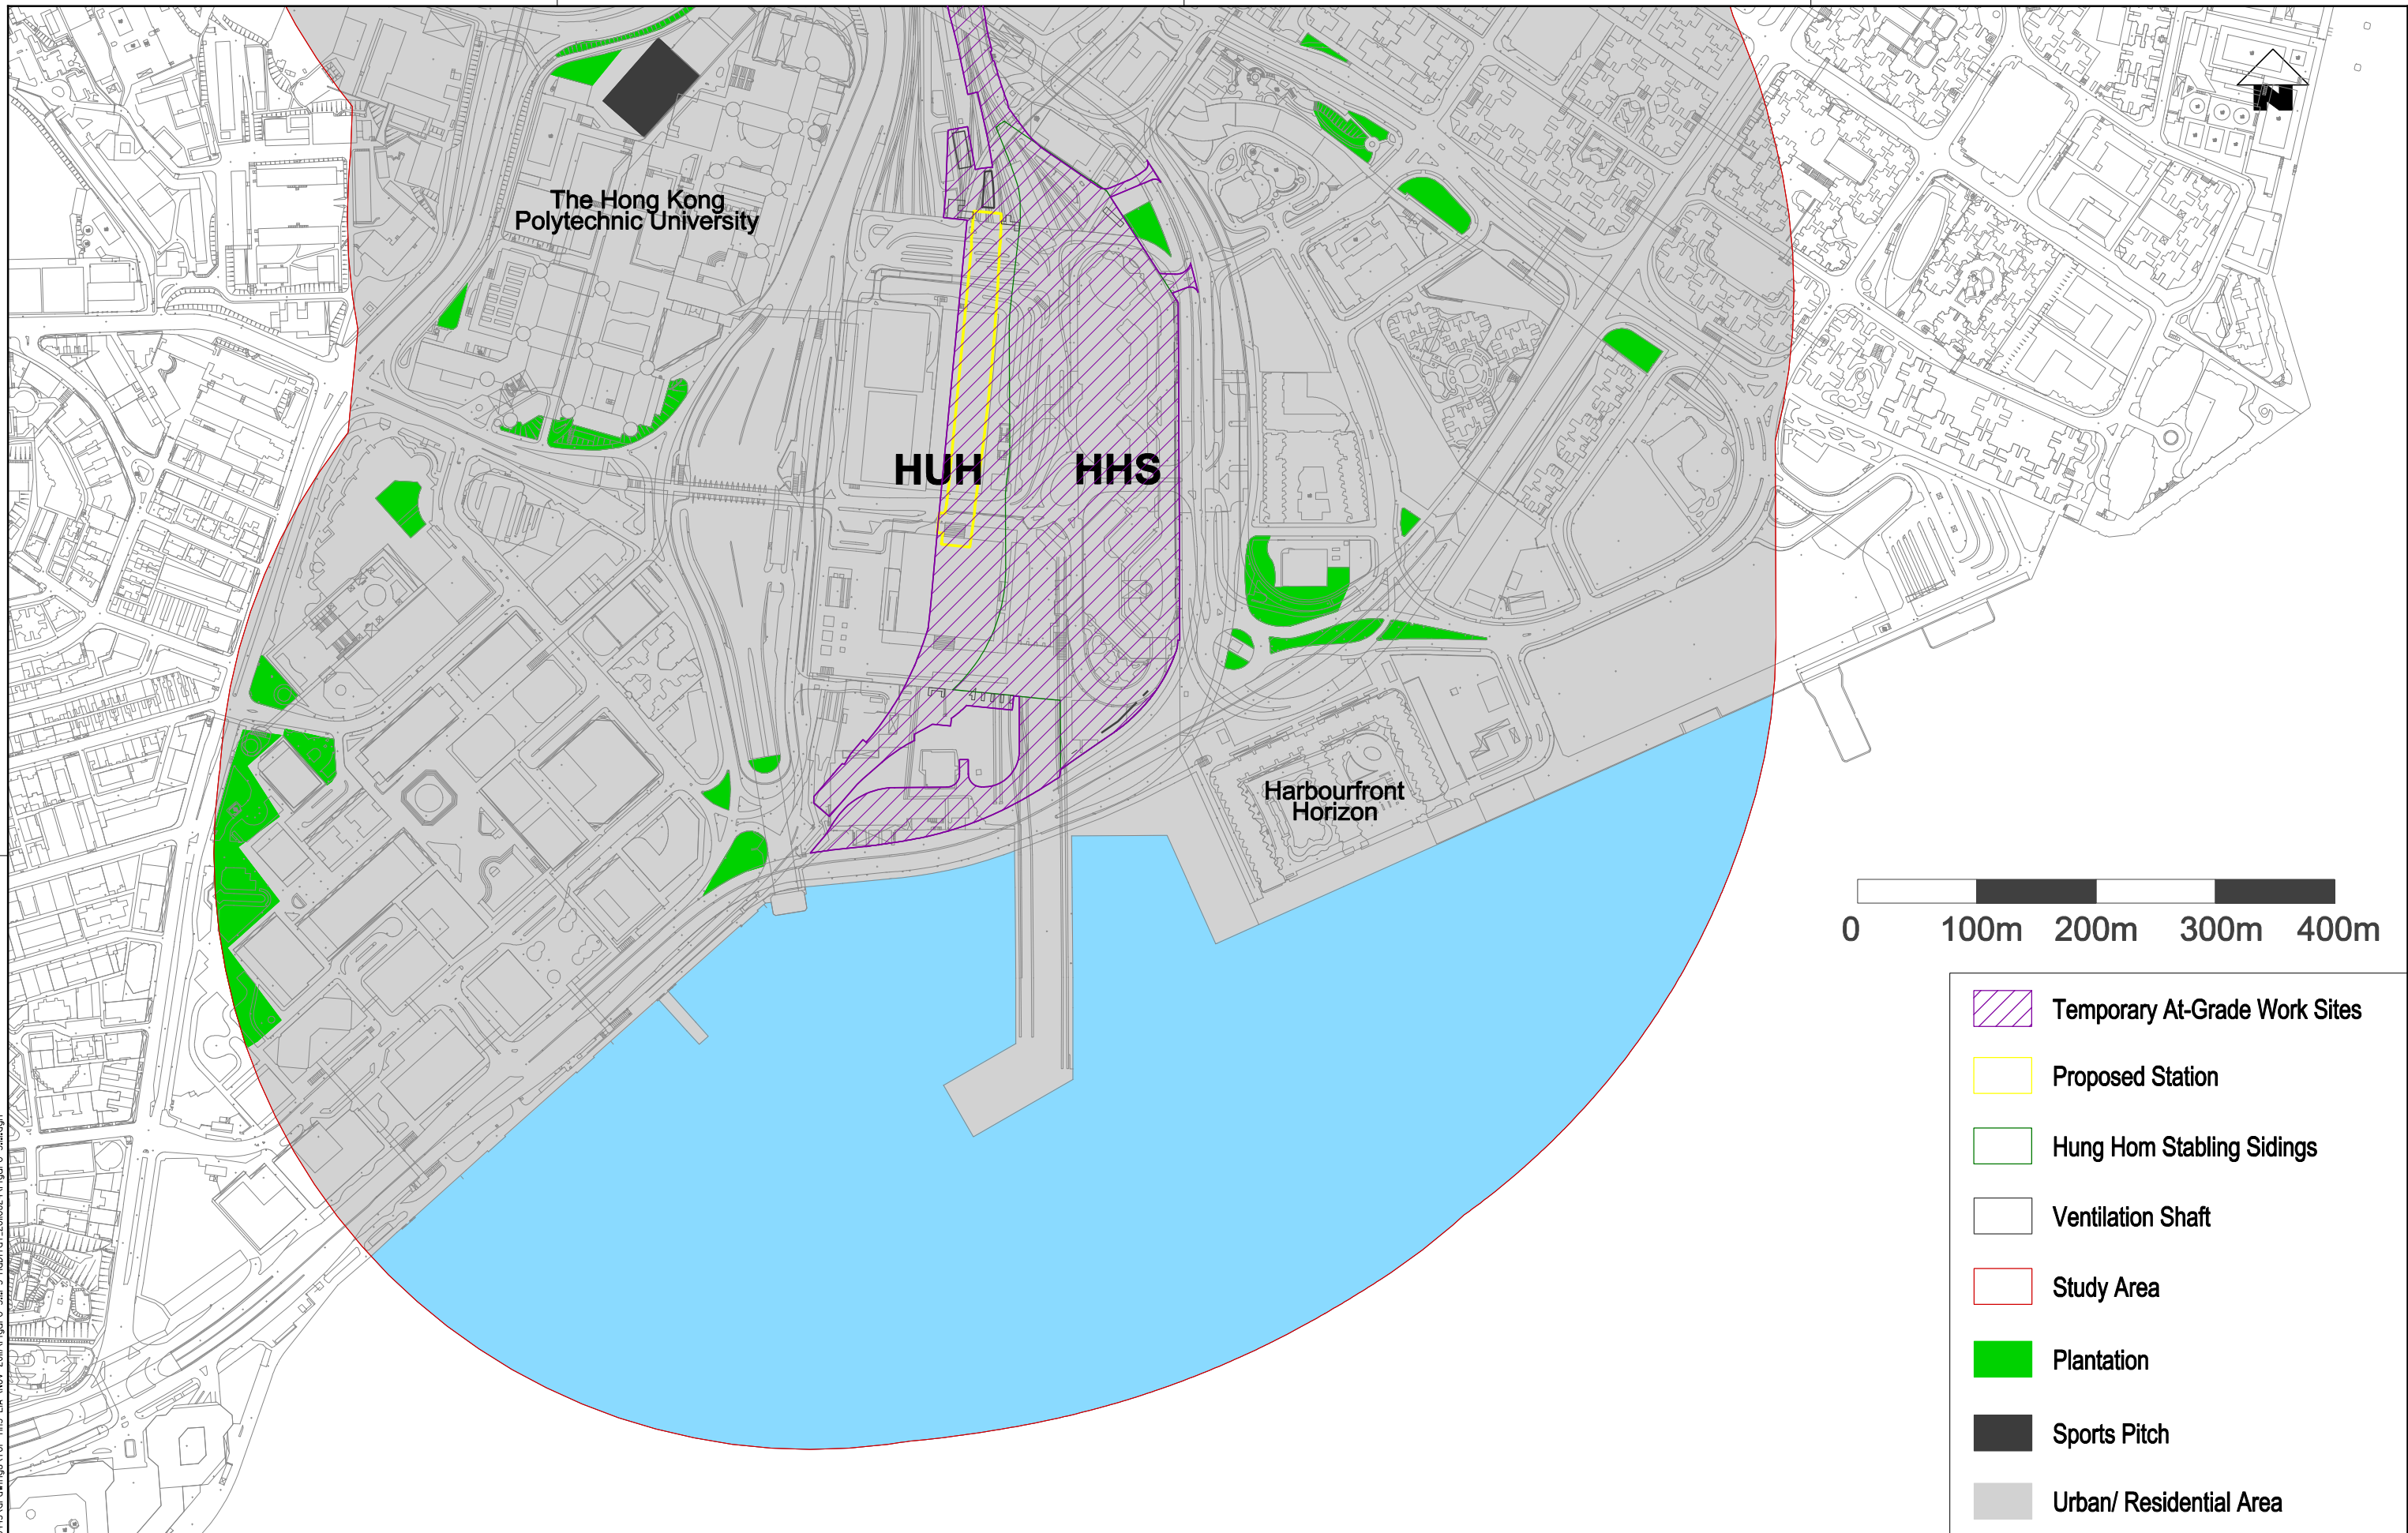 The Hong Kong
Polytechnic University
N
HUH
HHS
Harbourfront
Horizon
0 100m 200m 300m 400m
Temporary At-Grade Work Sites
Proposed Station
Hung Hom Stabling Sidings
Ventilation Shaft
Study Area
Plantation
Sports Pitch
Urban/ Residential Area